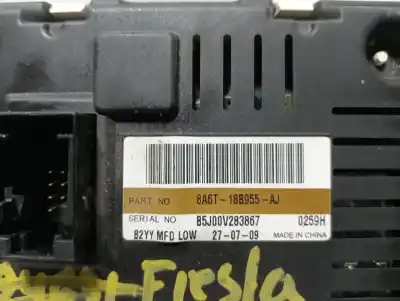 PART NO 8A6T-18B955-AJ
SERIAL NO B5J00V283867 0259H
B2YY MFD LOW 27-07-09 MADE IN CHINA
Fiesta